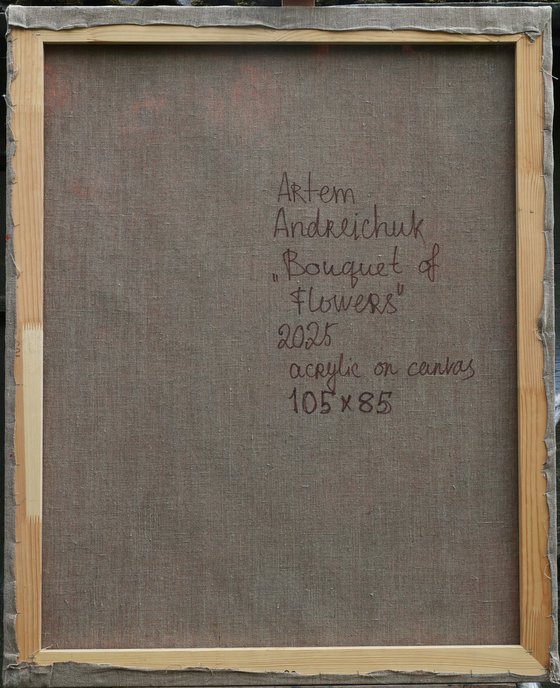 Artem
Andreichuk
„Bouquet of
Flowers"
2025
acrylic on canvas
105x85